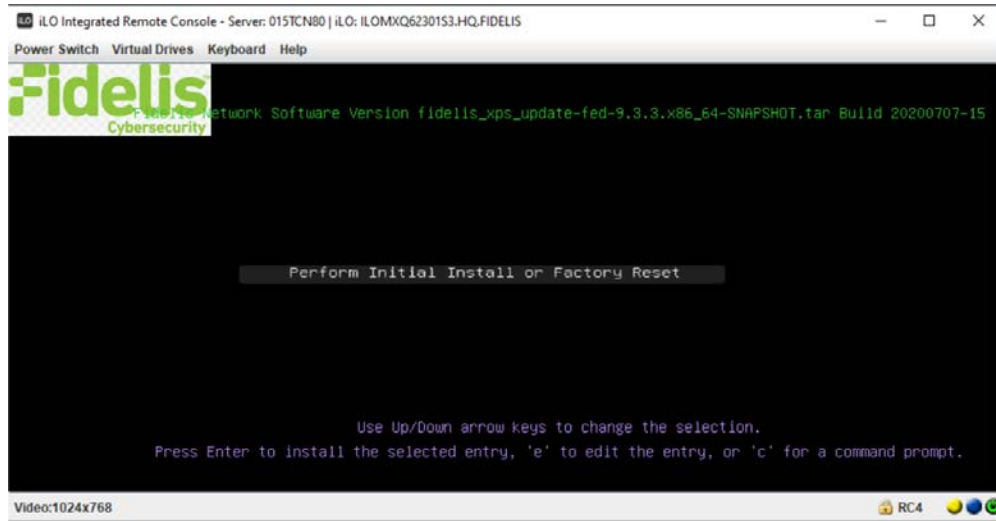 iLO iLO Integrated Remote Console - Server: 015TCN80 | iLO: ILOMXQ62301S3.HQ.FIDELIS
Power Switch Virtual Drives Keyboard Help
Fidelis
Cybersecurity
Fidelis Network Software Version fidelis_xps_update-fed-9.3.3.x86_64-SNAPSHOT.tar Build 20200707-15
Perform Initial Install or Factory Reset
Use Up/Down arrow keys to change the selection.
Press Enter to install the selected entry, 'e' to edit the entry, or 'c' for a command prompt.
Video:1024x768
RC4